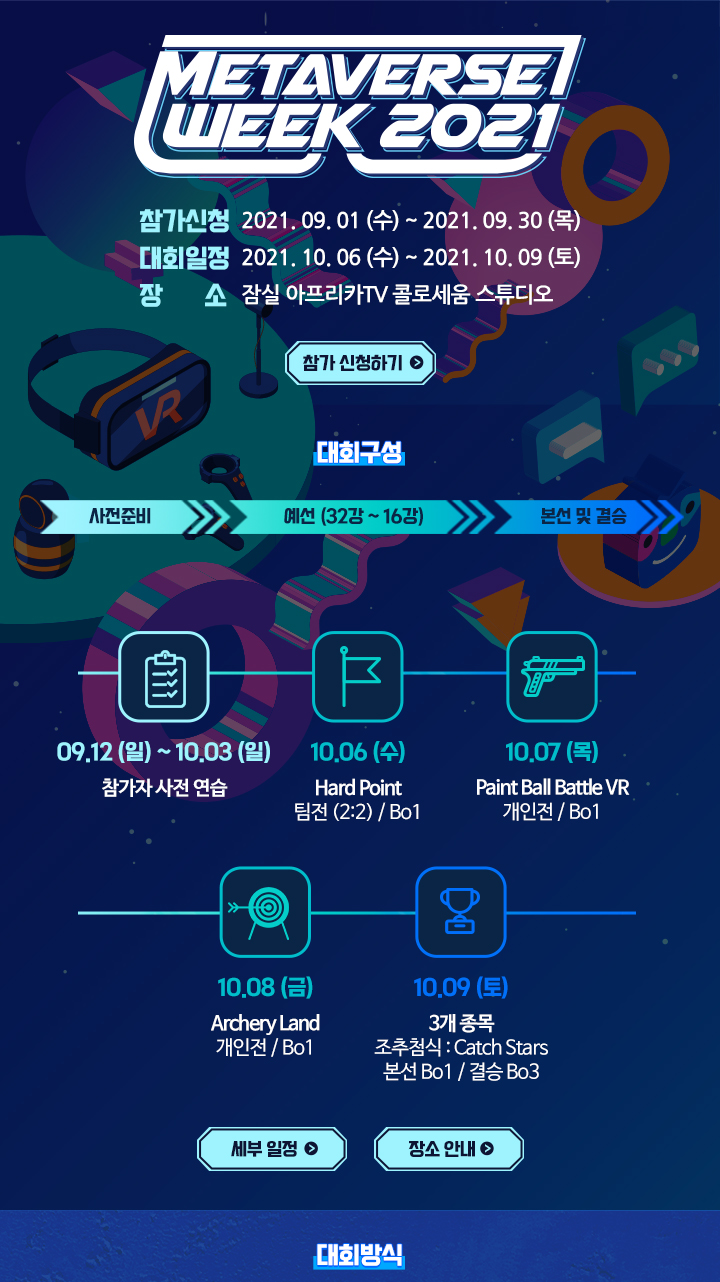 METAVERSE
WEEK 2021
참가신청 2021. 09. 01 (수) ~ 2021. 09. 30 (목)
대회일정 2021. 10. 06 (수) ~ 2021. 10. 09 (토)
장 소 잠실 아프리카TV 콜로세움 스튜디오
참가 신청하기
VR
대회구성
사전준비 예선 (32강 ~ 16강) 본선 및 결승
09.12 (일) ~ 10.03 (일)
참가자 사전 연습
10.06 (수)
Hard Point
팀전 (2:2) / Bo1
10.07 (목)
Paint Ball Battle VR
개인전 / Bo1
10.08 (금)
Archery Land
개인전 / Bo1
10.09 (토)
3개 종목
조추첨식 : Catch Stars
본선 Bo1 / 결승 Bo3
세부 일정 장소 안내
대회방식